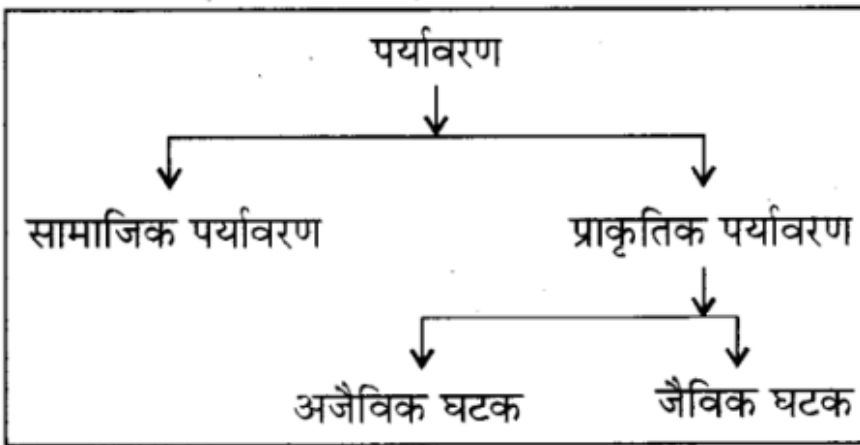 पर्यावरण
सामाजिक पर्यावरण प्राकृतिक पर्यावरण
अजैविक घटक जैविक घटक